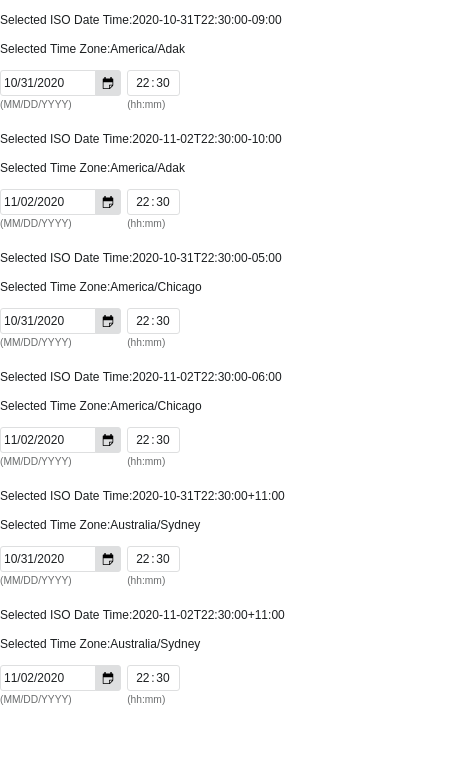 Selected ISO Date Time:2020-10-31T22:30:00-09:00
Selected Time Zone:America/Adak
10/31/2020 22:30
(MM/DD/YYYY) (hh:mm)
Selected ISO Date Time:2020-11-02T22:30:00-10:00
Selected Time Zone:America/Adak
11/02/2020 22:30
(MM/DD/YYYY) (hh:mm)
Selected ISO Date Time:2020-10-31T22:30:00-05:00
Selected Time Zone:America/Chicago
10/31/2020 22:30
(MM/DD/YYYY) (hh:mm)
Selected ISO Date Time:2020-11-02T22:30:00-06:00
Selected Time Zone:America/Chicago
11/02/2020 22:30
(MM/DD/YYYY) (hh:mm)
Selected ISO Date Time:2020-10-31T22:30:00+11:00
Selected Time Zone:Australia/Sydney
10/31/2020 22:30
(MM/DD/YYYY) (hh:mm)
Selected ISO Date Time:2020-11-02T22:30:00+11:00
Selected Time Zone:Australia/Sydney
11/02/2020 22:30
(MM/DD/YYYY) (hh:mm)